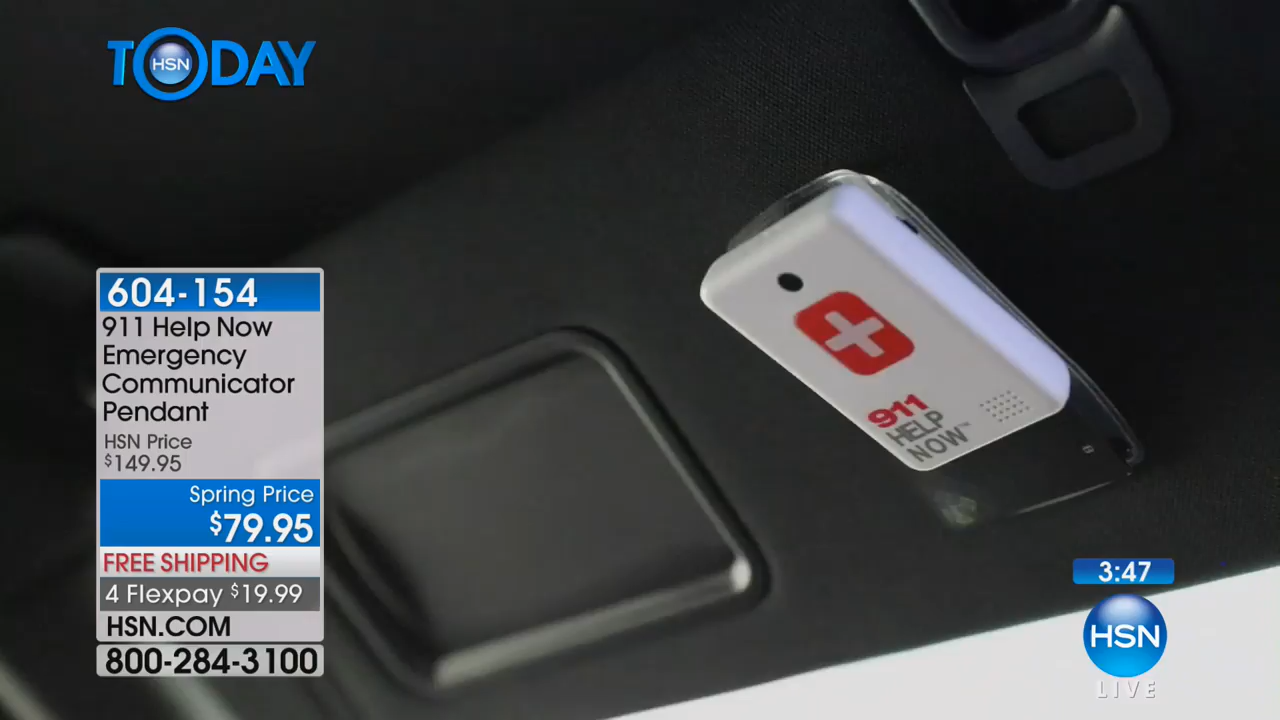 TODAY
HSN
604-154
911 Help Now
Emergency
Communicator
Pendant
HSN Price
$149.95
Spring Price
$79.95
FREE SHIPPING
4 Flexpay $19.99
HSN.COM
800-284-3100
911
HELP
NOW™
3:47
HSN
LIVE